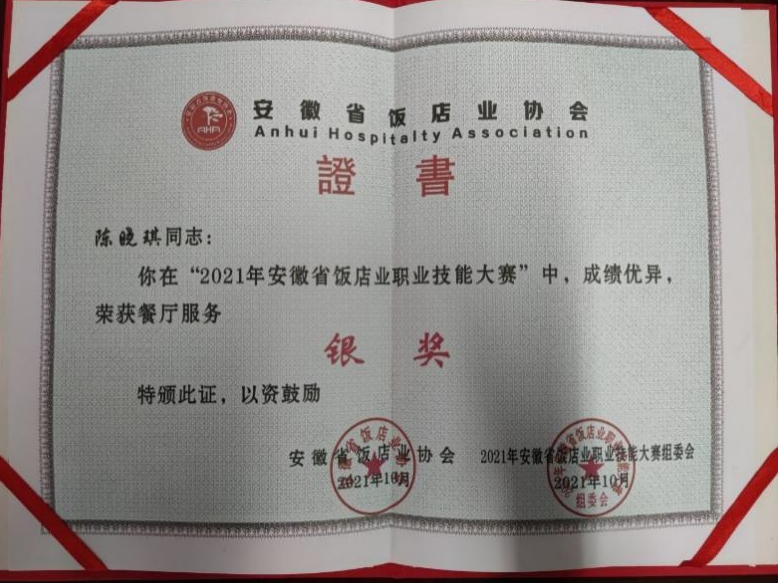 安徽省饭店业协会
Anhui Hospitalty Association
證書
陈晓琪同志：
你在“2021年安徽省饭店业职业技能大赛”中，成绩优异，
荣获餐厅服务
银奖
特颁此证，以资鼓励
安徽省饭店业协会 2021年安徽省饭店业职业技能大赛组委会
2021年10月 2021年10月
组委会